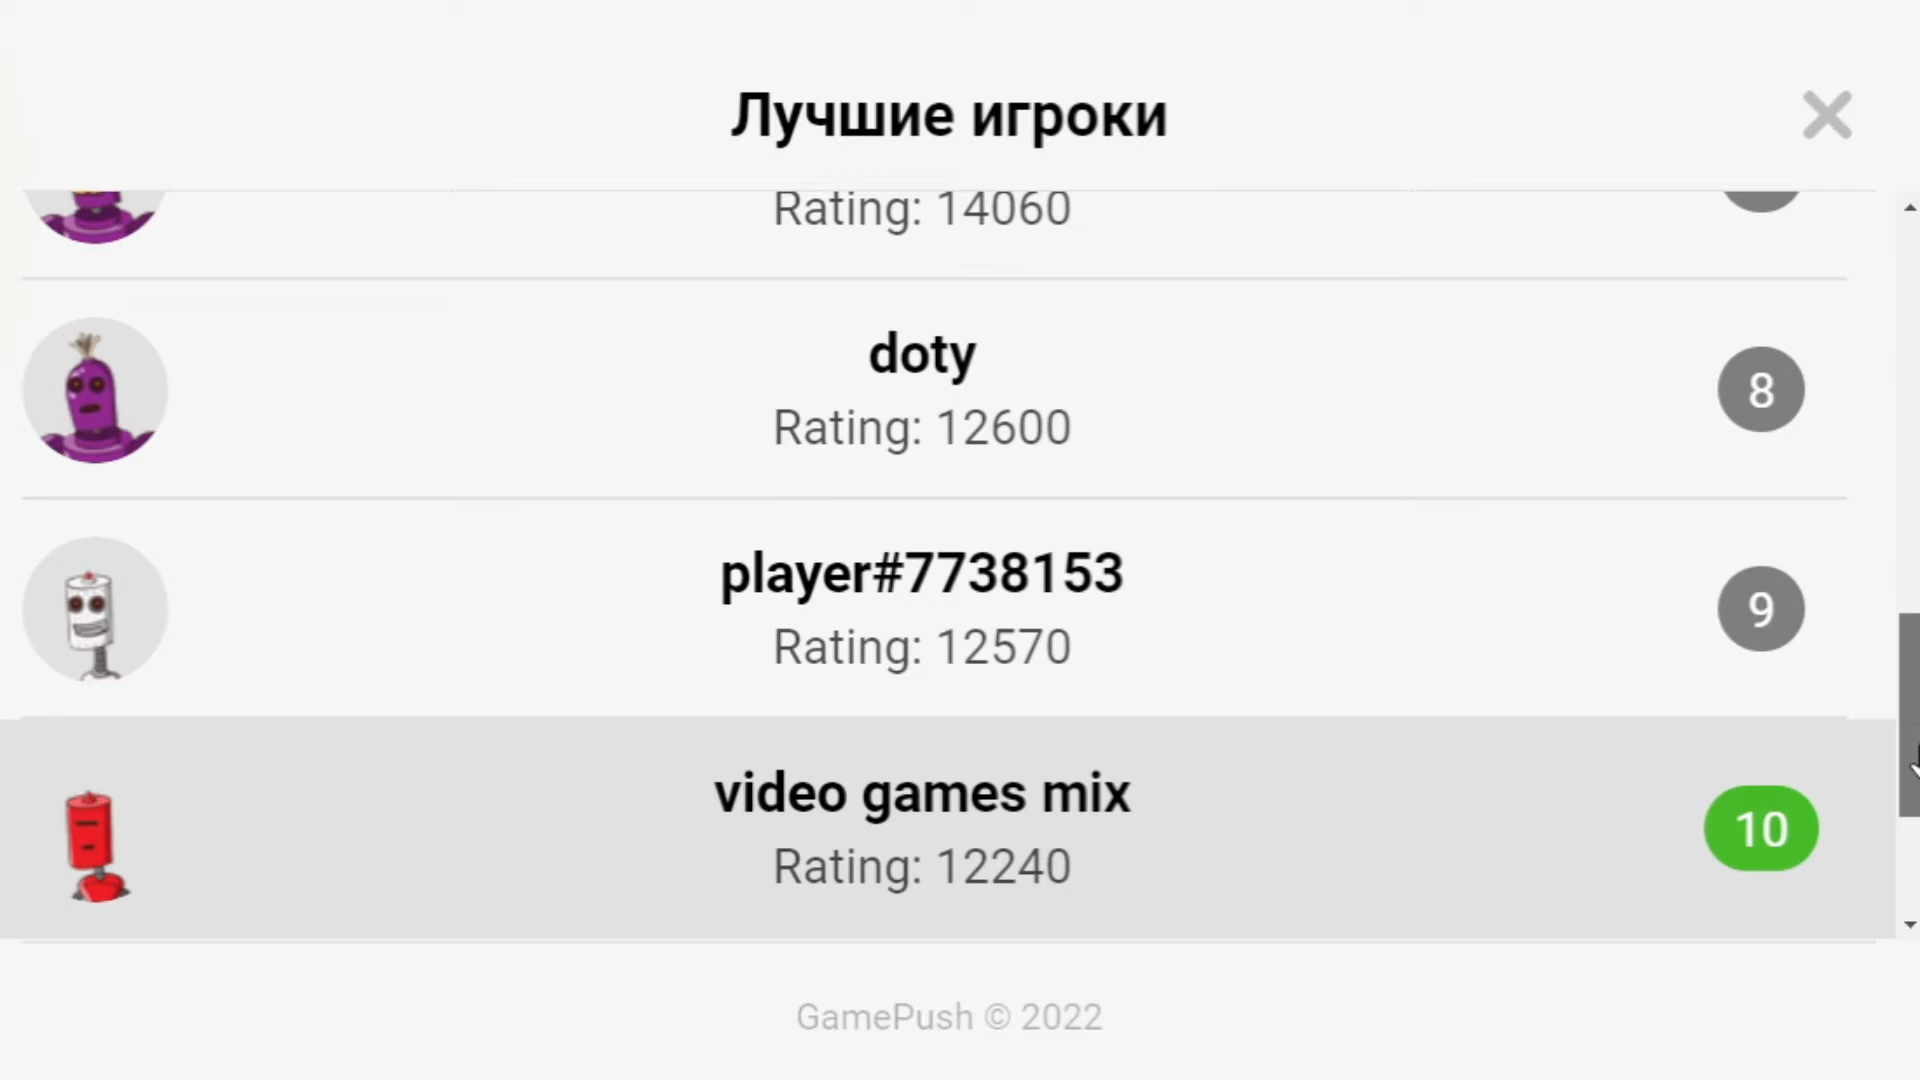 Лучшие игроки
Rating: 14060
doty
Rating: 12600
8
player#7738153
Rating: 12570
9
video games mix
Rating: 12240
10
GamePush © 2022